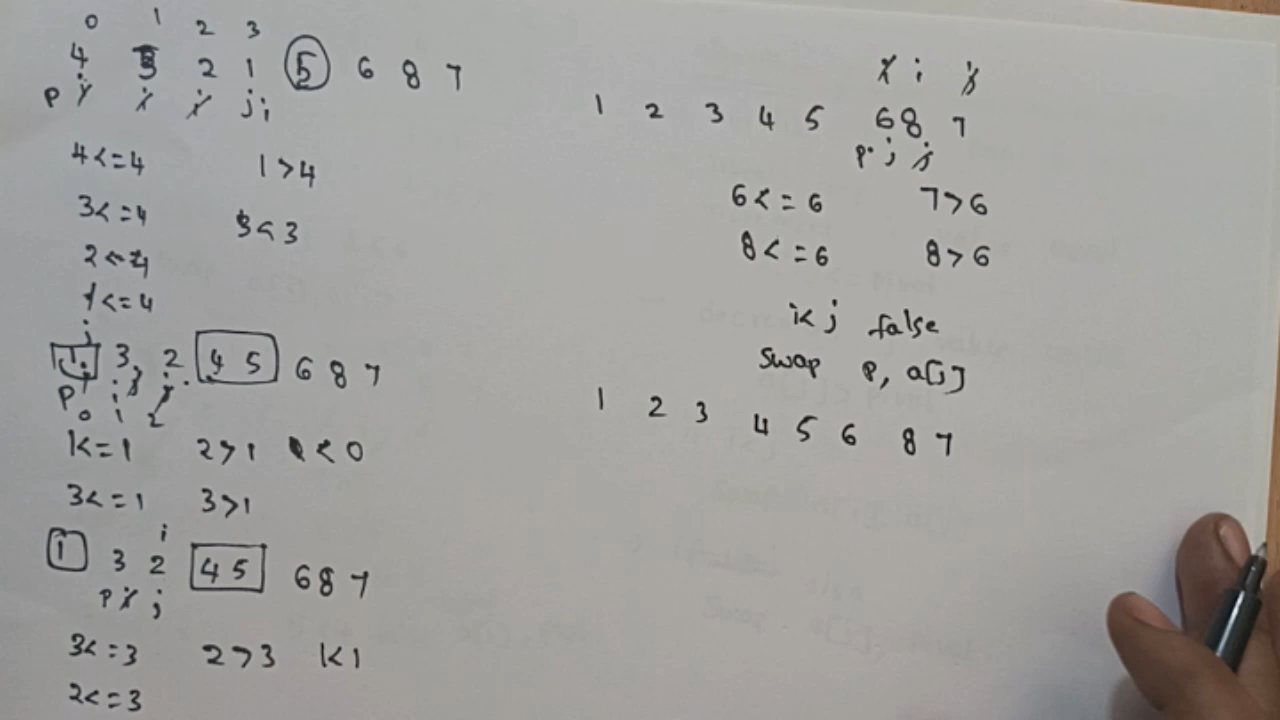 0 1 2 3
4 3 2 1 5 6 8 7
p i i i j i
4<=4 1>4
3<=4 3<3
2<=4
1<=4
j
1 3 2 4 5 6 8 7
p i j
0 1 2
1<=1 2>1 1<0
3<=1 3>1
i
1 3 2 4 5 6 8 7
p i j
3<=3 2>3 1<1
2<=3
i i j
1 2 3 4 5 6 8 7
p j j
6<=6 7>6
8<=6 8>6
i<j false
Swap p, a[j]
1 2 3 4 5 6 8 7